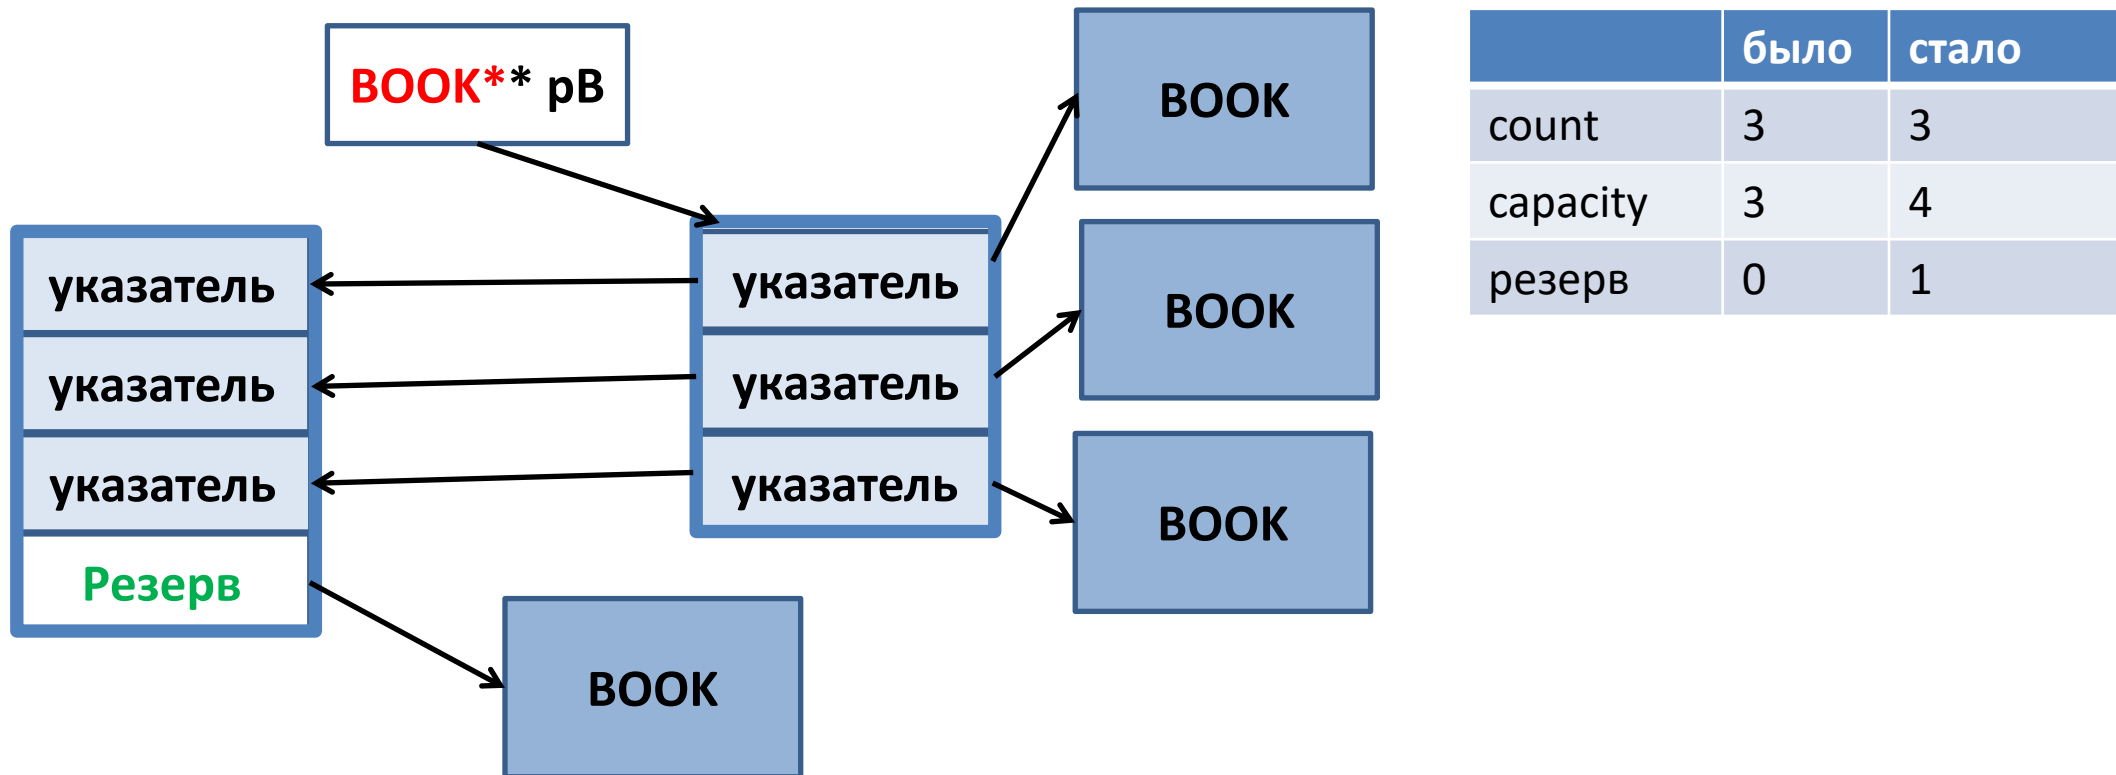 BOOK** pB
BOOK
указатель
указатель
указатель
Резерв
указатель
указатель
указатель
BOOK
BOOK
BOOK
было стало
count 3 3
capacity 3 4
резерв 0 1